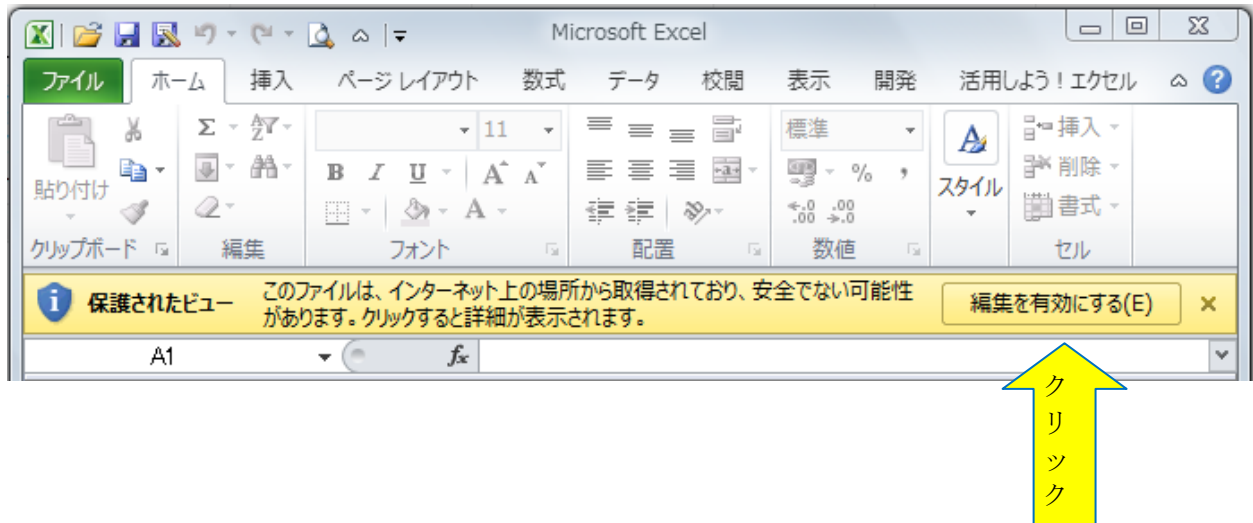 Microsoft Excel
ファイル ホーム 挿入 ページ レイアウト 数式 データ 校閲 表示 開発 活用しよう！エクセル
貼り付け
クリップボード
Σ
編集
11
B I U A A
A
フォント
配置
標準
% ,
.0 .00
.00 .0
数値
スタイル
挿入
削除
書式
セル
保護されたビュー
このファイルは、インターネット上の場所から取得されており、安全でない可能性
があります。クリックすると詳細が表示されます。
編集を有効にする(E)
A1
fx
クリック